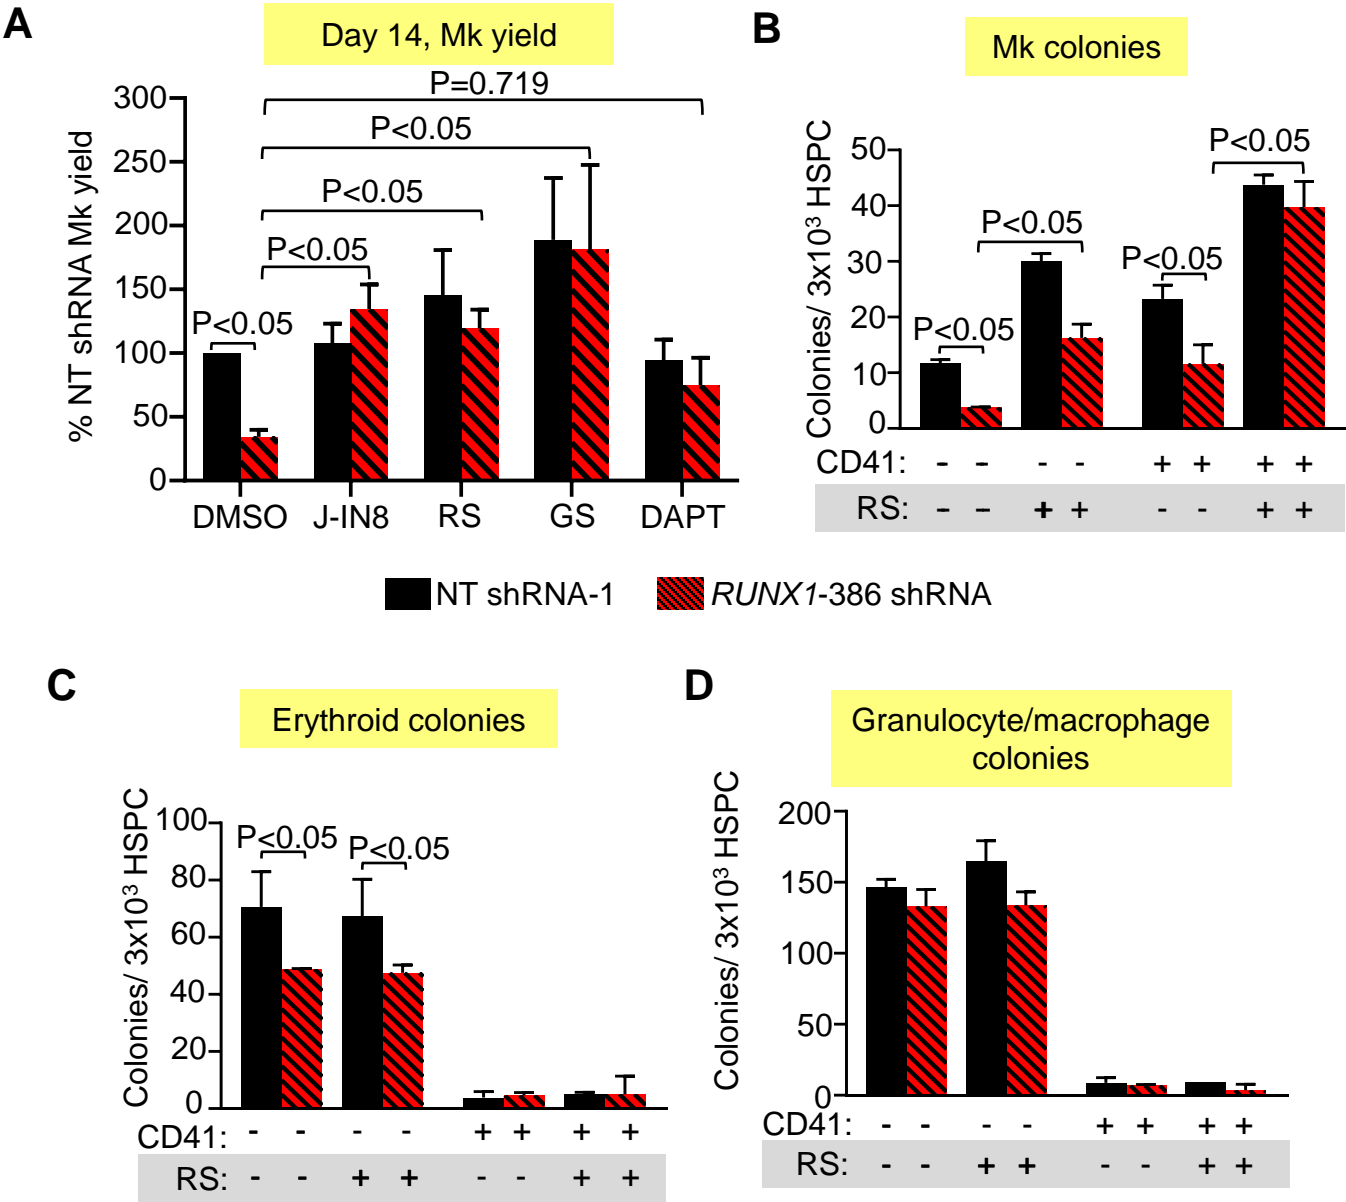 A
Day 14, Mk yield
% NT shRNA Mk yield
300
250
200
150
100
50
0
P=0.719
P<0.05
P<0.05
P<0.05
P<0.05
DMSO J-IN8 RS GS DAPT
B
Mk colonies
Colonies/ 3x10³ HSPC
50
40
30
20
10
0
P<0.05
P<0.05
P<0.05
P<0.05
CD41: - - - - + + + +
RS: - - + + - - + +
NT shRNA-1 RUNX1-386 shRNA
C
Erythroid colonies
Colonies/ 3x10³ HSPC
100
80
60
40
20
0
P<0.05
P<0.05
CD41: - - - - + + + +
RS: - - + + - - + +
D
Granulocyte/macrophage
colonies
Colonies/ 3x10³ HSPC
200
150
100
50
0
CD41: - - - - + + + +
RS: - - + + - - + +